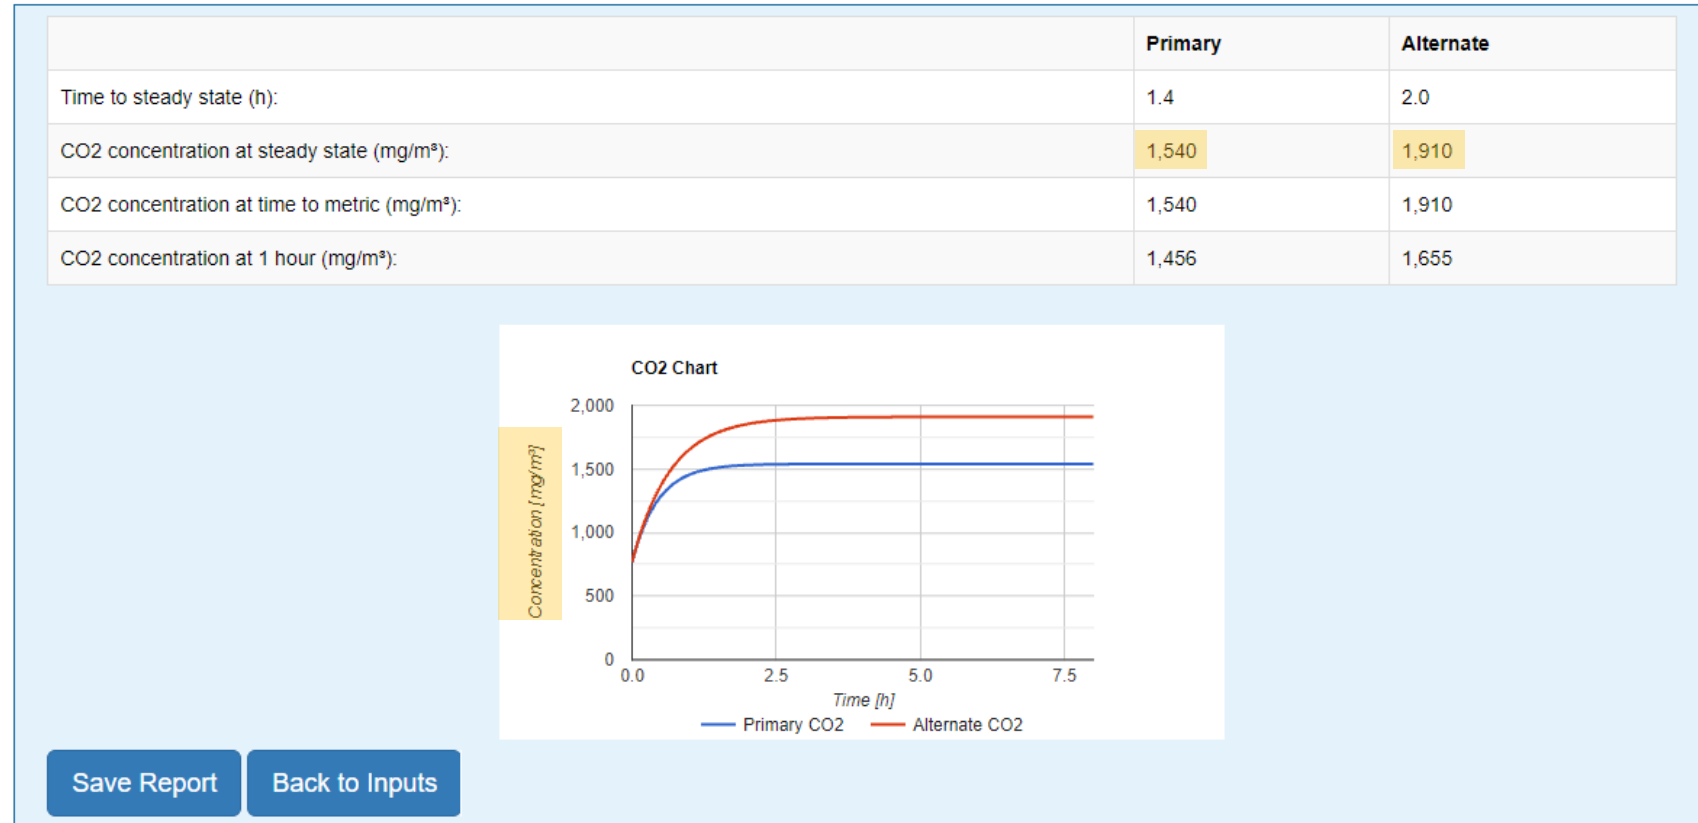 Primary Alternate
Time to steady state (h): 1.4 2.0
CO2 concentration at steady state (mg/m³): 1,540 1,910
CO2 concentration at time to metric (mg/m³): 1,540 1,910
CO2 concentration at 1 hour (mg/m³): 1,456 1,655
CO2 Chart
Concentration [mg/m³]
2,000
1,500
1,000
500
0
0.0 2.5 5.0 7.5
Time [h]
Primary CO2 Alternate CO2
Save Report Back to Inputs